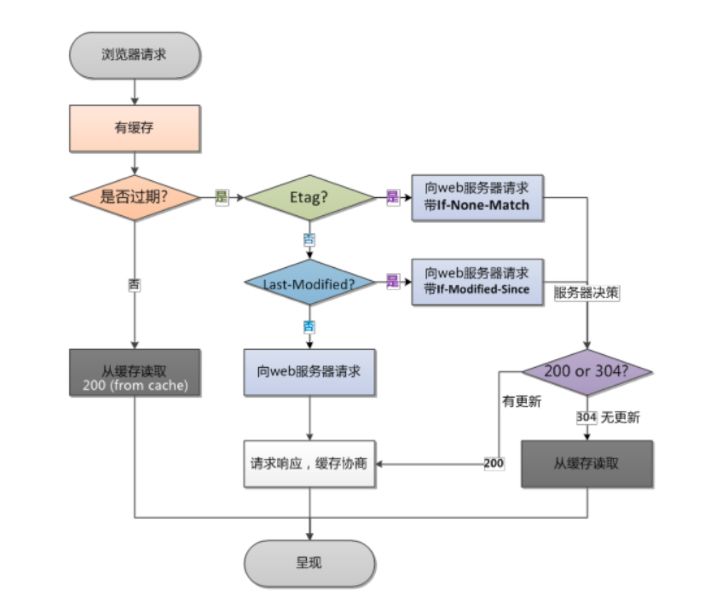 浏览器请求
有缓存
是否过期?
是
Etag?
是
向web服务器请求
带If-None-Match
否
否
Last-Modified?
是
向web服务器请求
带If-Modified-Since
服务器决策
否
从缓存读取
200 (from cache)
向web服务器请求
200 or 304?
有更新
304 无更新
请求响应，缓存协商
200
从缓存读取
呈现